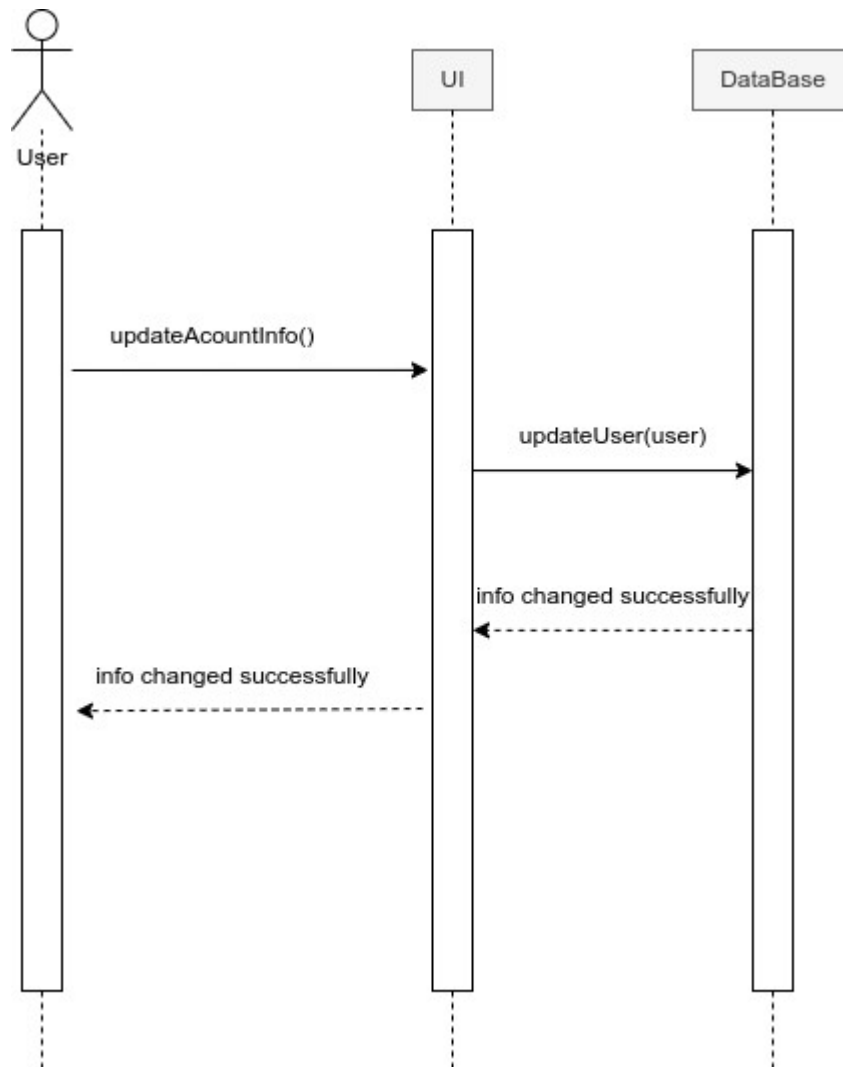 UI
DataBase
User
updateAcountInfo()
updateUser(user)
info changed successfully
info changed successfully